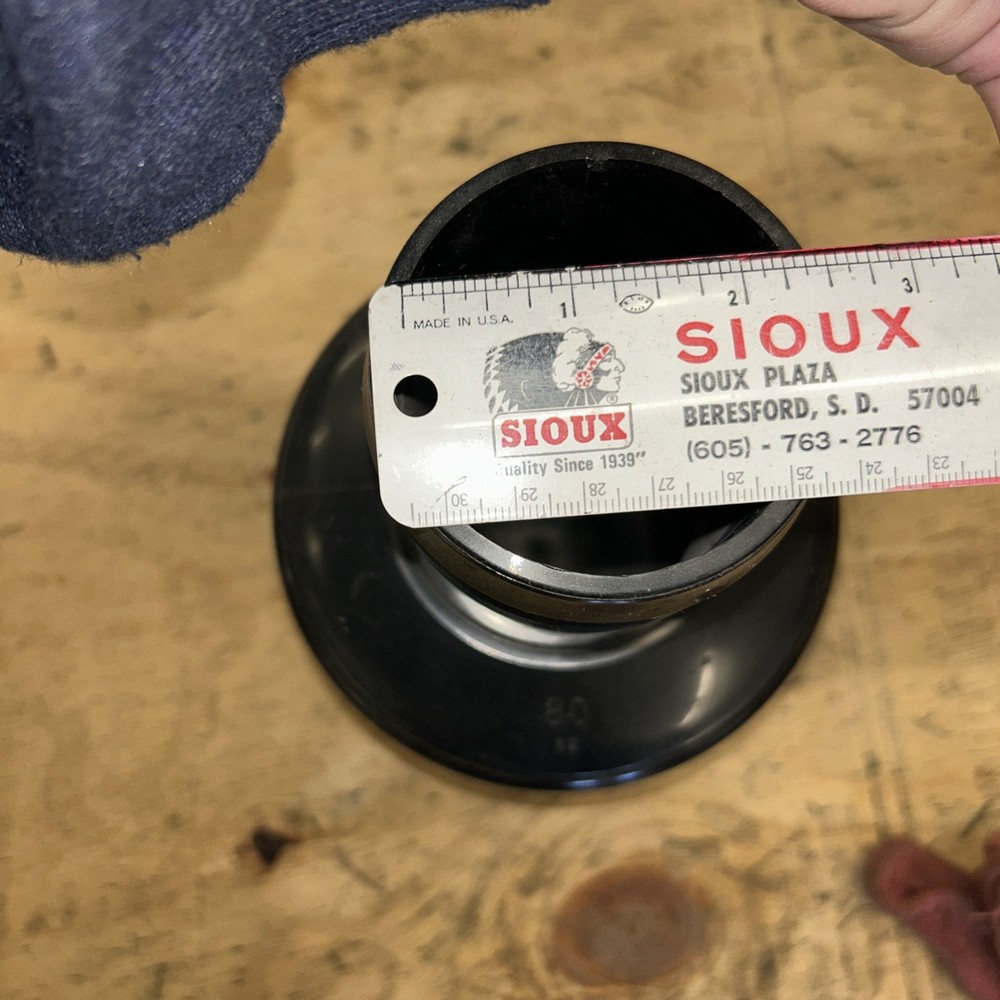 1 2 3
MADE IN U.S.A.
SIOUX
SIOUX PLAZA
BERESFORD, S. D. 57004
(605) - 763 - 2776
SIOUX
®
uality Since 1939"
30 29 28 27 26 25 24 23
80